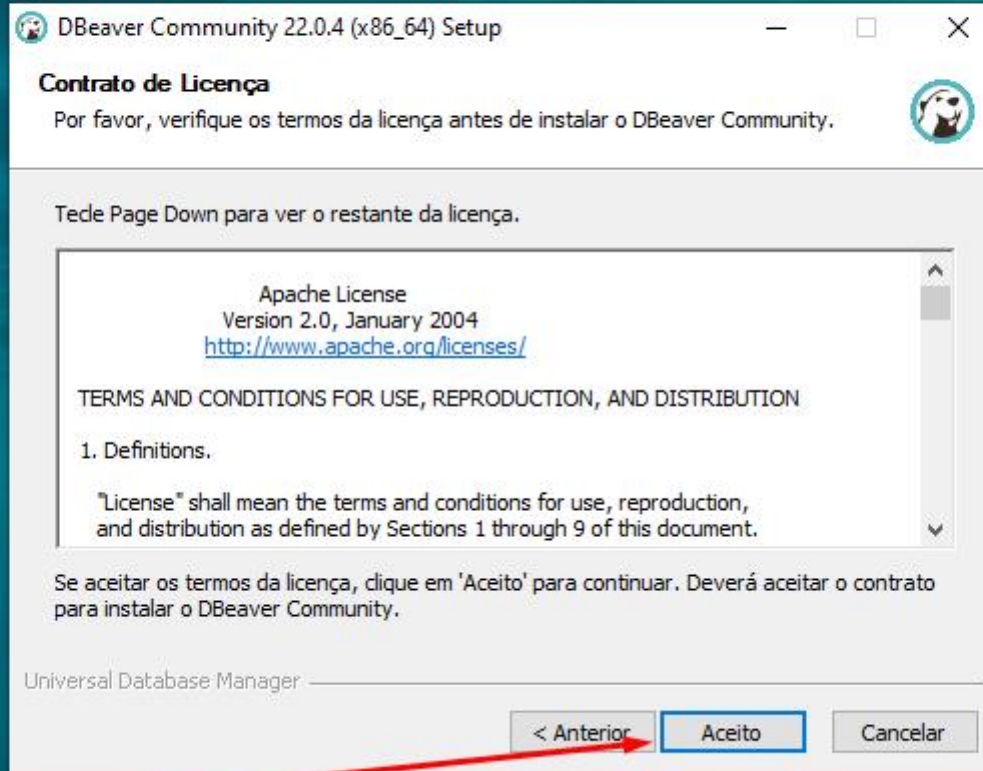 DBeaver Community 22.0.4 (x86_64) Setup
Contrato de Licença
Por favor, verifique os termos da licença antes de instalar o DBeaver Community.
Tecle Page Down para ver o restante da licença.
Apache License
Version 2.0, January 2004
http://www.apache.org/licenses/
TERMS AND CONDITIONS FOR USE, REPRODUCTION, AND DISTRIBUTION
1. Definitions.
"License" shall mean the terms and conditions for use, reproduction,
and distribution as defined by Sections 1 through 9 of this document.
Se aceitar os termos da licença, clique em 'Aceito' para continuar. Deverá aceitar o contrato
para instalar o DBeaver Community.
Universal Database Manager
< Anterior
Aceito
Cancelar